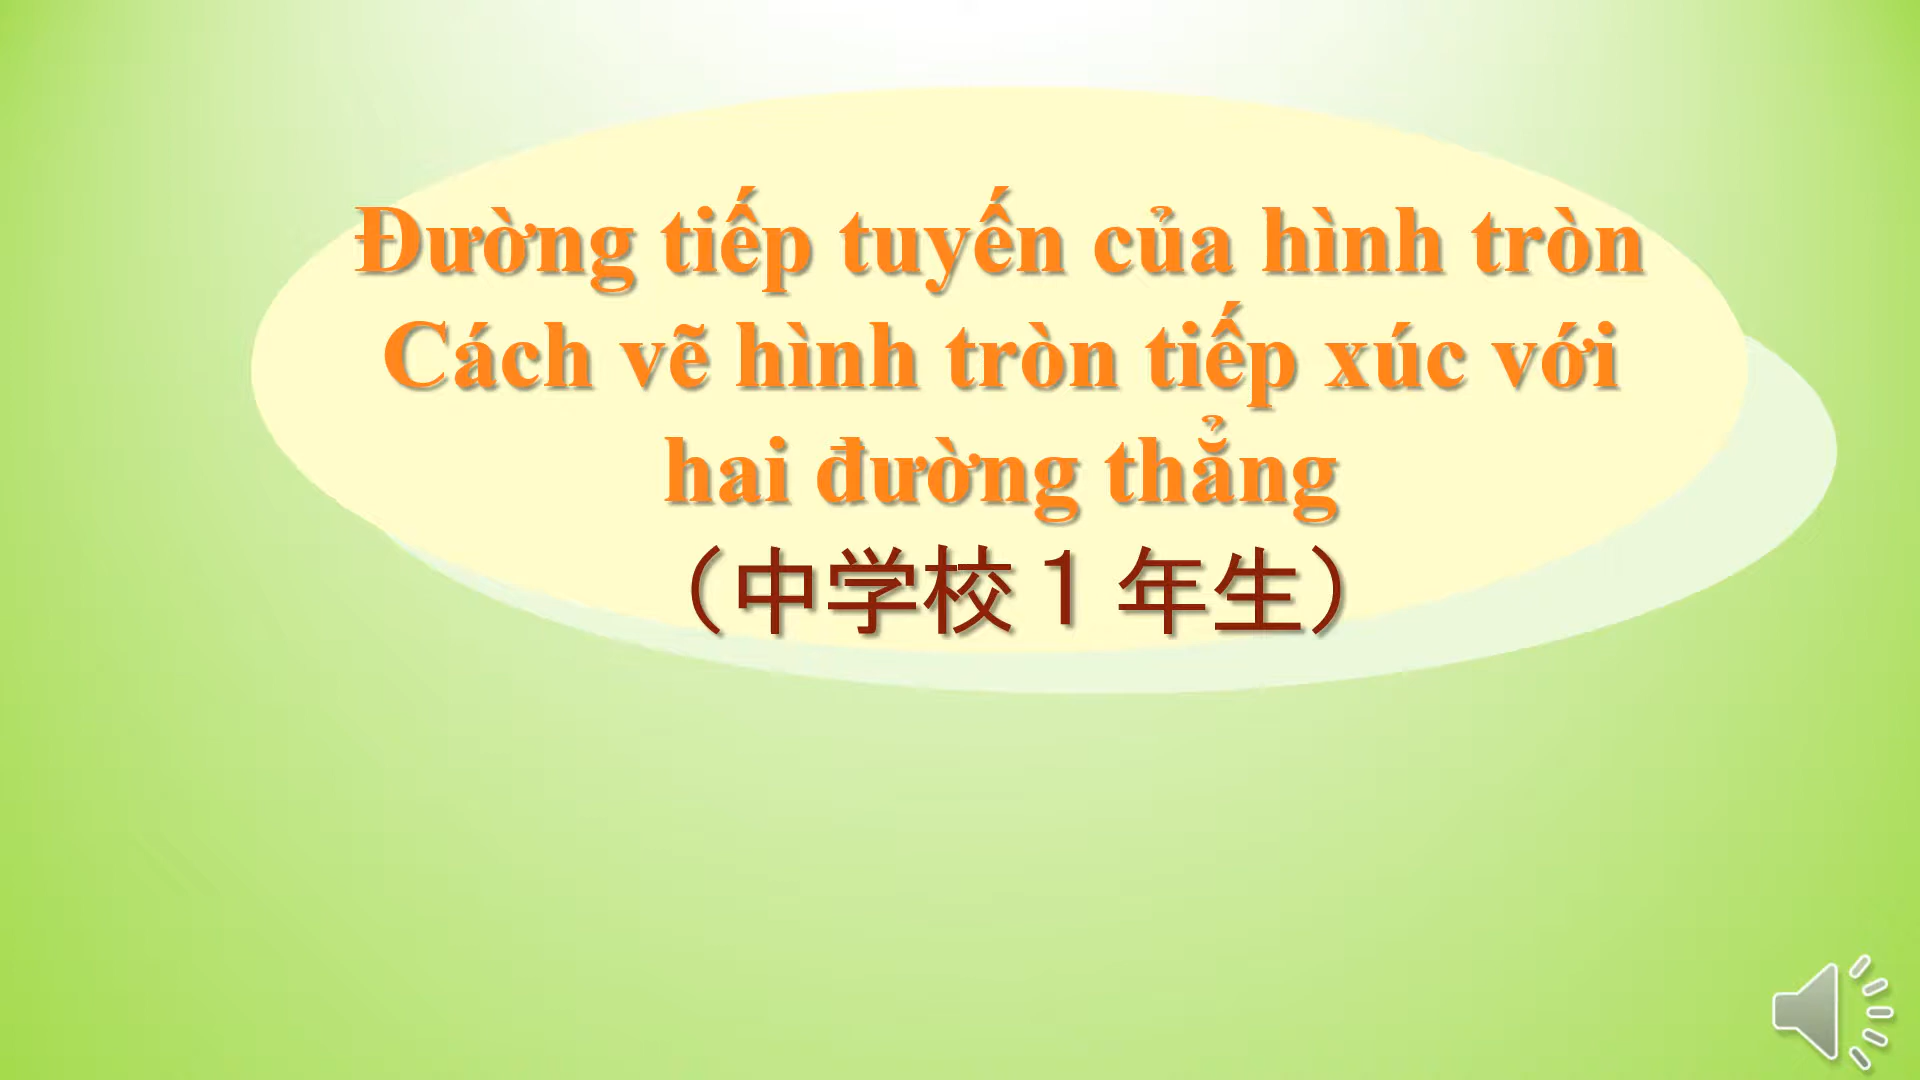 Đường tiếp tuyến của hình tròn
Cách vẽ hình tròn tiếp xúc với
hai đường thẳng
（中学校１年生）